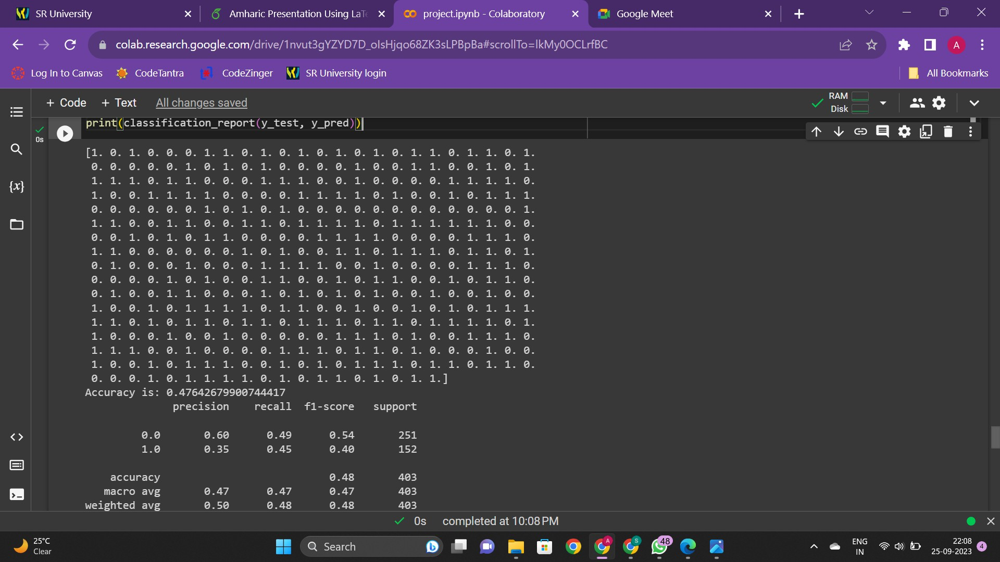 SR University
Amharic Presentation Using LaTe
project.ipynb - Colaboratory
Google Meet
colab.research.google.com/drive/1nvut3gYZYD7D_oIsHjqo68ZK3sLPBpBa#scrollTo=lkMy0OCLrfBC
A
Log In to Canvas
CodeTantra
CodeZinger
SR University login
All Bookmarks
+ Code + Text All changes saved
RAM
Disk
print(classification_report(y_test, y_pred))
0s
{x}
[1. 0. 1. 0. 0. 0. 1. 1. 0. 1. 0. 1. 0. 1. 0. 1. 0. 1. 1. 0. 1. 1. 0. 1.
0. 0. 0. 0. 0. 1. 0. 1. 0. 1. 0. 0. 0. 0. 1. 0. 0. 1. 1. 0. 0. 1. 0. 1.
1. 1. 1. 0. 1. 1. 0. 0. 0. 1. 1. 1. 0. 0. 1. 0. 0. 0. 0. 1. 1. 1. 1. 0.
1. 0. 0. 1. 1. 1. 1. 0. 0. 0. 0. 1. 1. 1. 1. 0. 1. 0. 0. 1. 0. 1. 1. 1.
0. 0. 0. 0. 0. 0. 1. 0. 1. 0. 1. 0. 0. 0. 0. 0. 0. 0. 0. 0. 0. 0. 0. 1.
1. 1. 0. 0. 1. 1. 0. 0. 1. 1. 0. 1. 1. 1. 1. 0. 1. 1. 1. 1. 1. 1. 0. 0.
0. 0. 1. 0. 1. 0. 1. 1. 0. 0. 0. 0. 1. 1. 1. 1. 0. 0. 0. 0. 1. 1. 1. 0.
1. 1. 0. 0. 0. 0. 0. 0. 1. 0. 1. 0. 0. 1. 1. 0. 1. 1. 1. 0. 1. 1. 0. 1.
0. 1. 0. 0. 0. 1. 0. 0. 0. 1. 1. 1. 1. 0. 0. 1. 0. 0. 0. 0. 1. 1. 1. 0.
0. 0. 0. 0. 1. 0. 1. 0. 0. 1. 1. 0. 0. 1. 0. 1. 1. 0. 0. 1. 0. 1. 1. 0.
0. 1. 0. 0. 1. 1. 0. 0. 0. 1. 0. 1. 0. 1. 0. 1. 0. 0. 1. 0. 0. 1. 0. 0.
1. 0. 0. 1. 0. 1. 1. 1. 1. 0. 1. 1. 0. 0. 1. 0. 0. 1. 0. 1. 0. 1. 1. 1.
1. 1. 0. 1. 0. 1. 1. 0. 1. 1. 0. 1. 1. 1. 0. 1. 1. 0. 1. 1. 1. 1. 0. 1.
1. 0. 0. 0. 1. 0. 0. 1. 0. 0. 0. 0. 0. 1. 1. 1. 0. 1. 0. 0. 1. 1. 1. 0.
1. 1. 1. 0. 0. 1. 0. 0. 0. 0. 1. 1. 1. 0. 1. 1. 0. 1. 0. 0. 0. 1. 0. 0.
1. 0. 0. 1. 0. 1. 1. 1. 0. 0. 1. 0. 1. 0. 1. 1. 1. 0. 1. 1. 0. 1. 1. 0.
0. 0. 0. 1. 0. 1. 1. 1. 1. 0. 1. 0. 1. 1. 0. 1. 0. 1. 1.]
Accuracy is: 0.47642679900744417
precision recall f1-score support
0.0 0.60 0.49 0.54 251
1.0 0.35 0.45 0.40 152
accuracy 0.48 403
macro avg 0.47 0.47 0.47 403
weighted avg 0.50 0.48 0.48 403
0s completed at 10:08 PM
25°C
Clear
Search
A
S
48
ENG
IN
22:08
25-09-2023
4